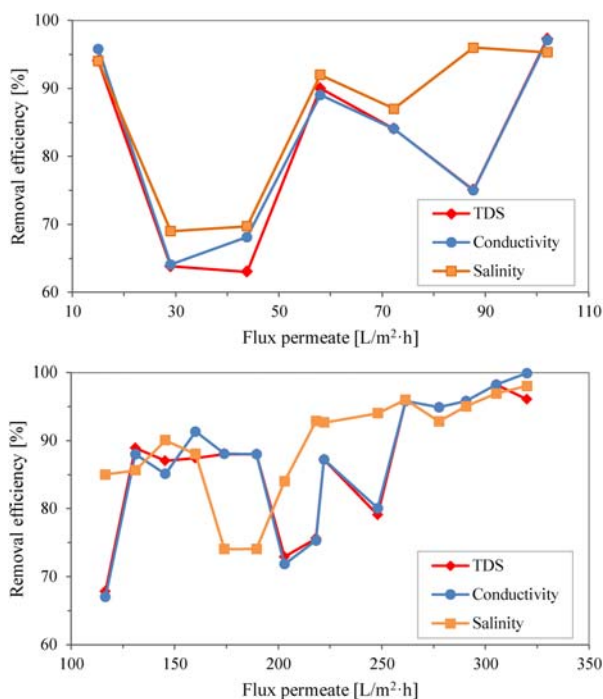 100
90
80
70
60
Removal efficiency [%]
TDS
Conductivity
Salinity
10 30 50 70 90 110
Flux permeate [L/m²·h]
100
90
80
70
60
Removal efficiency [%]
TDS
Conductivity
Salinity
100 150 200 250 300 350
Flux permeate [L/m²·h]